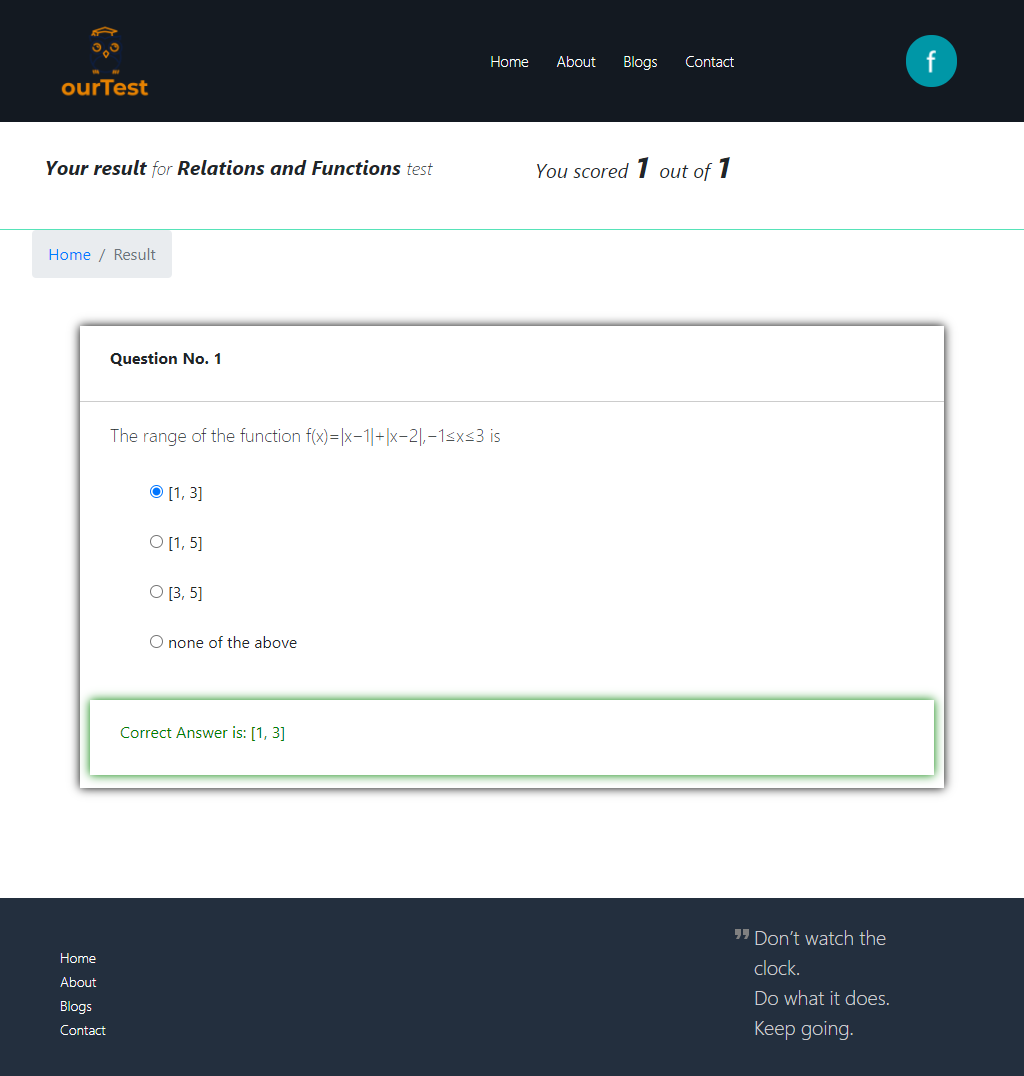 ourTest
Home About Blogs Contact
f
Your result for Relations and Functions test
You scored 1 out of 1
Home / Result
Question No. 1
The range of the function f(x)=|x−1|+|x−2|,−1≤x≤3 is
[1, 3]
[1, 5]
[3, 5]
none of the above
Correct Answer is: [1, 3]
Home
About
Blogs
Contact
" Don't watch the
clock.
Do what it does.
Keep going.